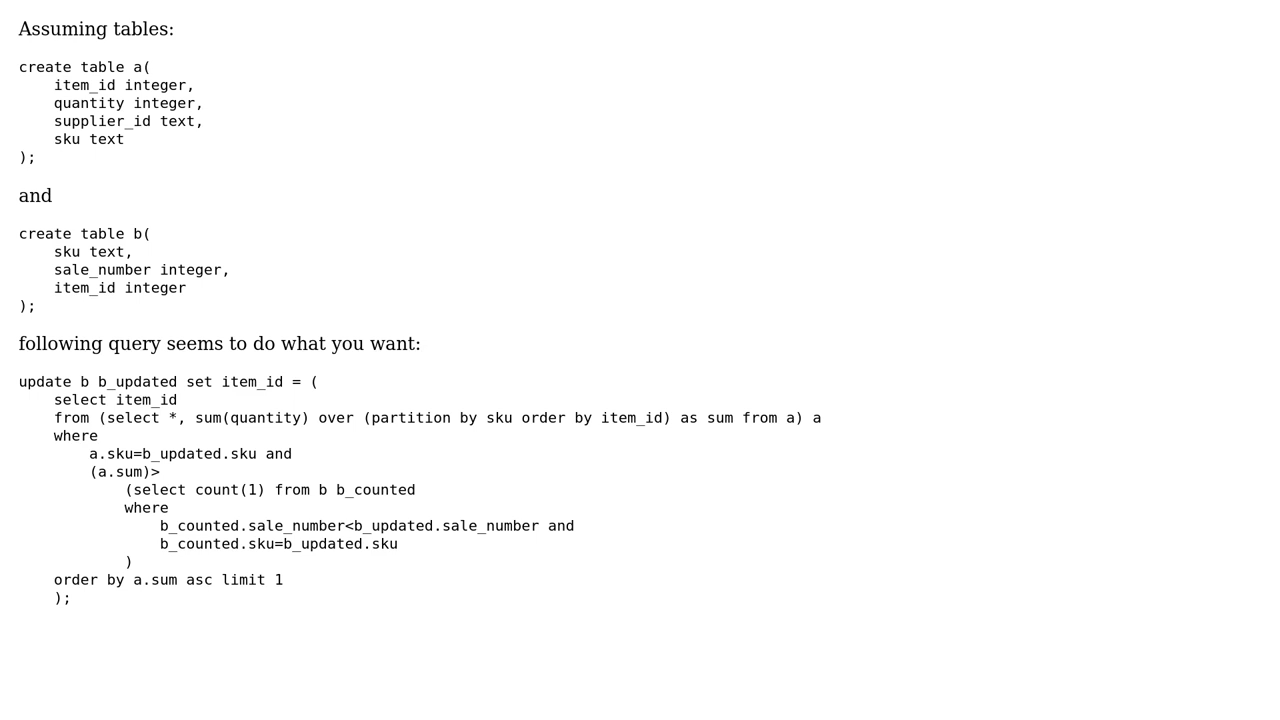 Assuming tables:
create table a(
    item_id integer,
    quantity integer,
    supplier_id text,
    sku text
);
and
create table b(
    sku text,
    sale_number integer,
    item_id integer
);
following query seems to do what you want:
update b b_updated set item_id = (
    select item_id
    from (select *, sum(quantity) over (partition by sku order by item_id) as sum from a) a
    where
        a.sku=b_updated.sku and
        (a.sum)>
            (select count(1) from b b_counted
            where
                b_counted.sale_number<b_updated.sale_number and
                b_counted.sku=b_updated.sku
            )
    order by a.sum asc limit 1
    );